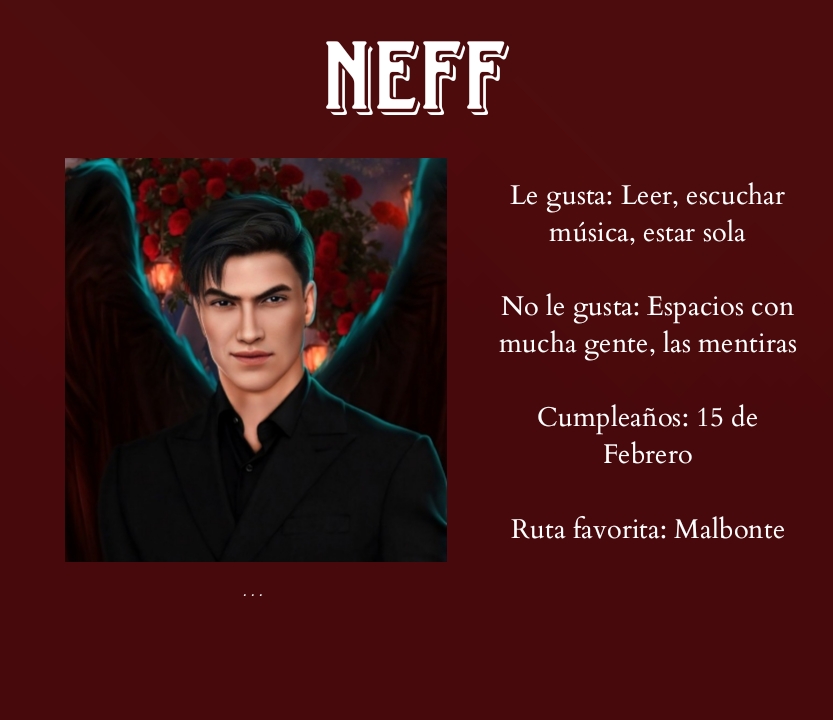 NEFF
Le gusta: Leer, escuchar
música, estar sola
No le gusta: Espacios con
mucha gente, las mentiras
Cumpleaños: 15 de
Febrero
Ruta favorita: Malbonte
...